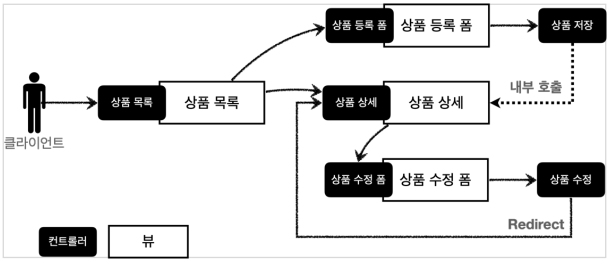 상품 등록 폼 상품 등록 폼 상품 저장
내부 호출
상품 목록 상품 목록 상품 상세 상품 상세
클라이언트
상품 수정 폼 상품 수정 폼 상품 수정
Redirect
컨트롤러 뷰